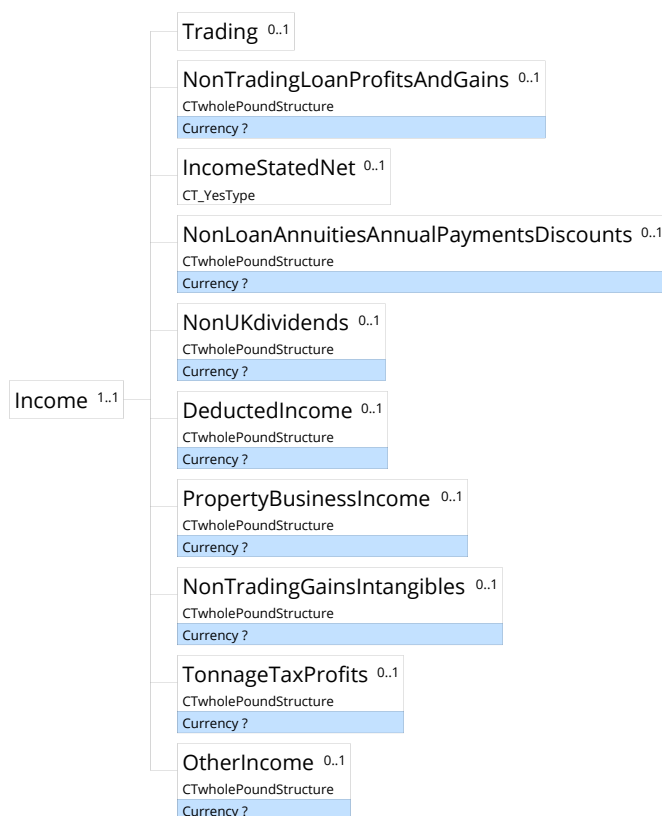 Trading 0..1
NonTradingLoanProfitsAndGains 0..1
CTwholePoundStructure
Currency ?
IncomeStatedNet 0..1
CT_YesType
NonLoanAnnuitiesAnnualPaymentsDiscounts 0..1
CTwholePoundStructure
Currency ?
NonUKdividends 0..1
CTwholePoundStructure
Currency ?
Income 1..1
DeductedIncome 0..1
CTwholePoundStructure
Currency ?
PropertyBusinessIncome 0..1
CTwholePoundStructure
Currency ?
NonTradingGainsIntangibles 0..1
CTwholePoundStructure
Currency ?
TonnageTaxProfits 0..1
CTwholePoundStructure
Currency ?
OtherIncome 0..1
CTwholePoundStructure
Currency ?